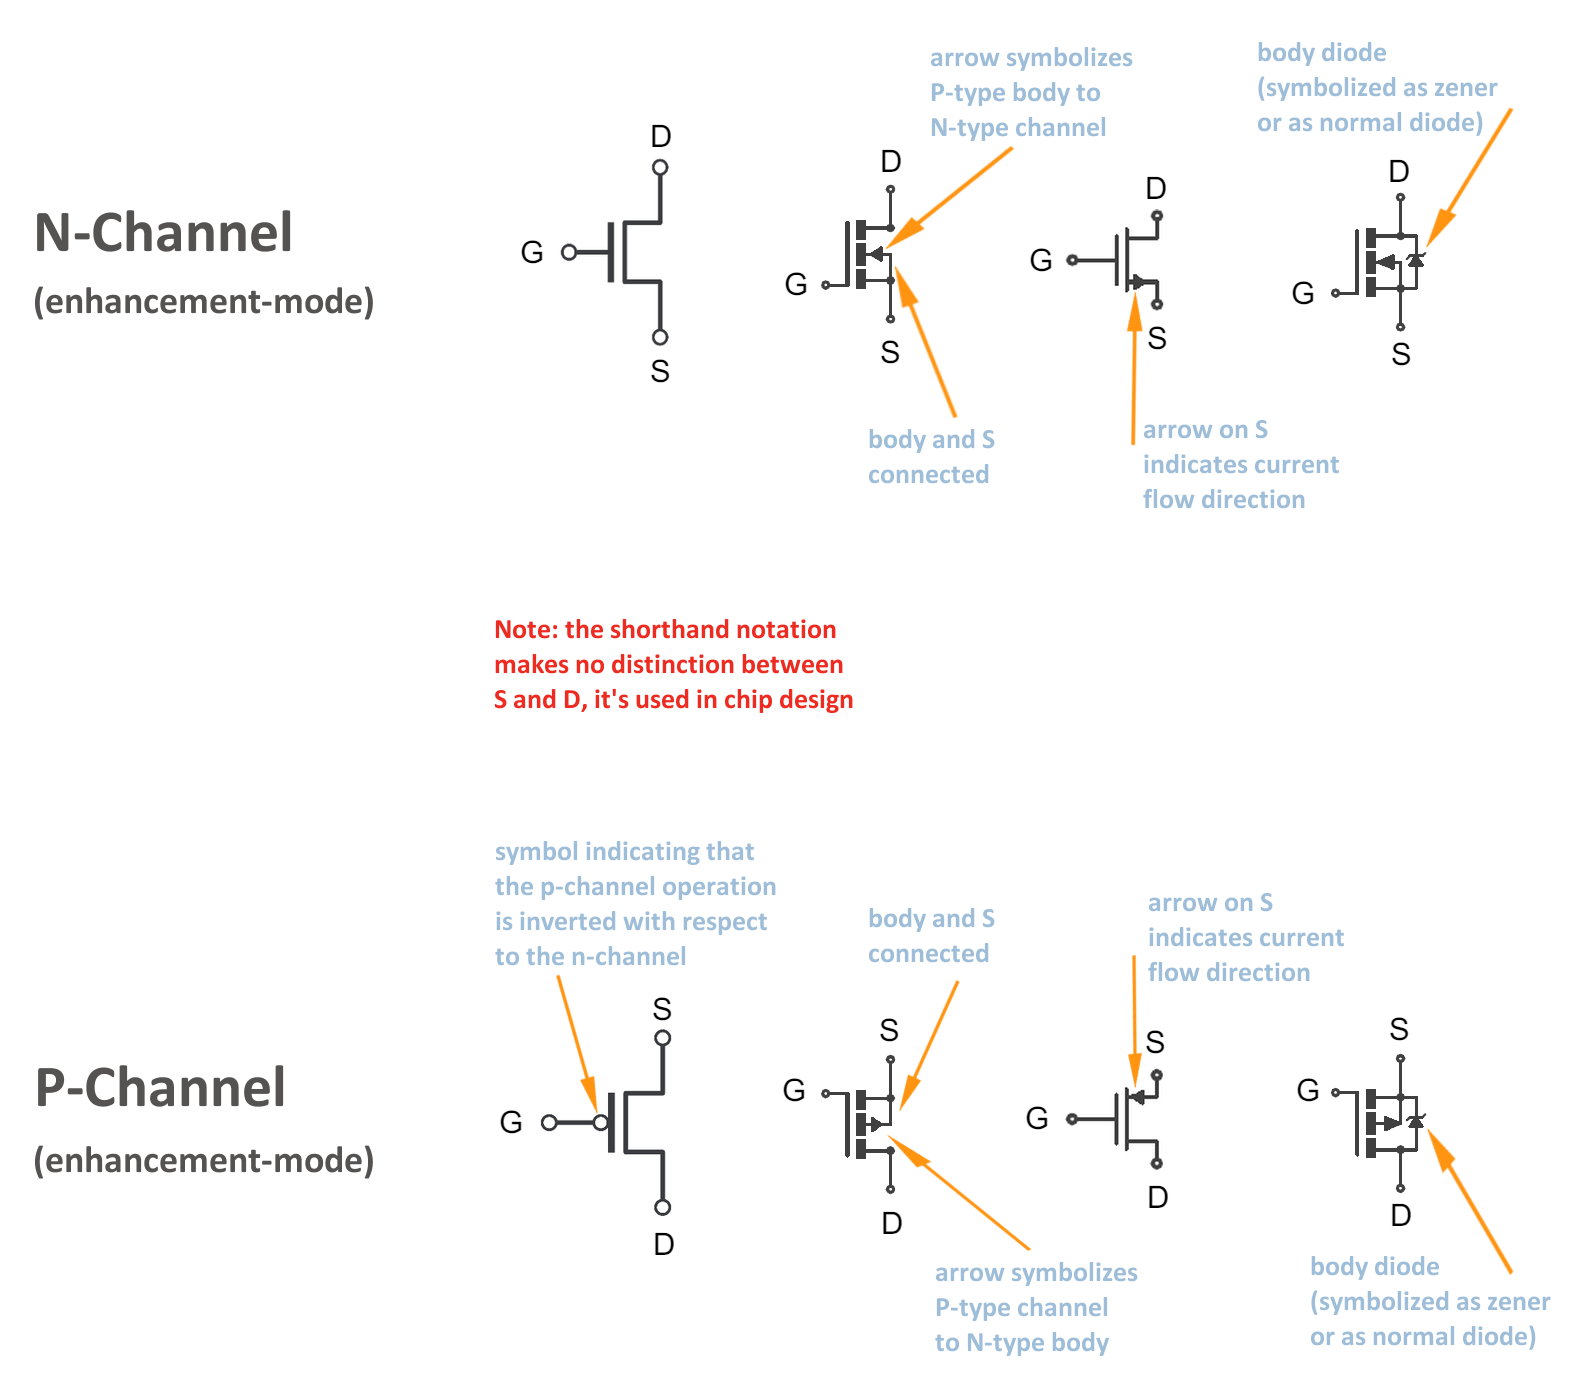 arrow symbolizes
P-type body to
N-type channel
body diode
(symbolized as zener
or as normal diode)
N-Channel
(enhancement-mode)
D
G
S
D
G
S
D
G
S
D
G
S
body and S
connected
arrow on S
indicates current
flow direction
Note: the shorthand notation
makes no distinction between
S and D, it's used in chip design
symbol indicating that
the p-channel operation
is inverted with respect
to the n-channel
body and S
connected
arrow on S
indicates current
flow direction
P-Channel
(enhancement-mode)
S
G
D
S
G
D
S
G
D
S
G
D
arrow symbolizes
P-type channel
to N-type body
body diode
(symbolized as zener
or as normal diode)